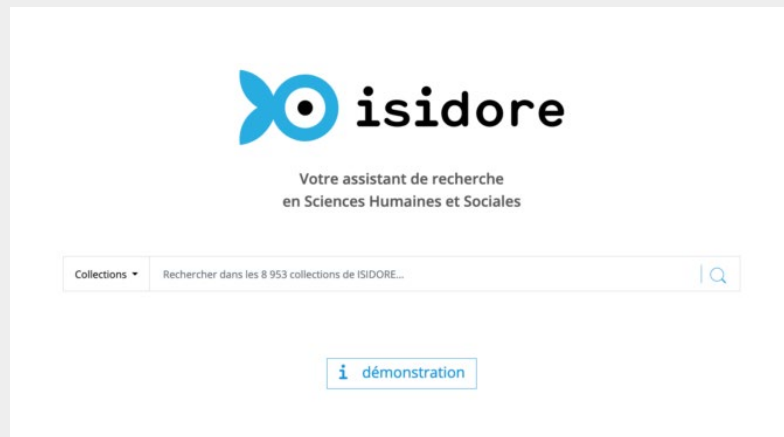 isidore
Votre assistant de recherche
en Sciences Humaines et Sociales
Collections Rechercher dans les 8 953 collections de ISIDORE...
i démonstration